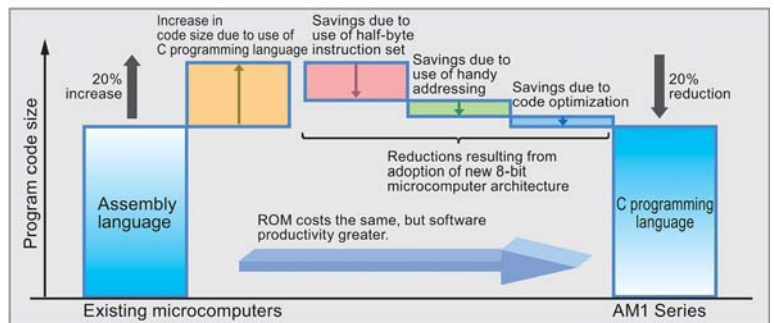 Program code size
20%
increase
Increase in
code size due to use of
C programming language
Savings due to
use of half-byte
instruction set
Savings due to
use of handy
addressing
Savings due to
code optimization
20%
reduction
Reductions resulting from
adoption of new 8-bit
microcomputer architecture
Assembly
language
ROM costs the same, but software
productivity greater.
C programming
language
Existing microcomputers
AM1 Series